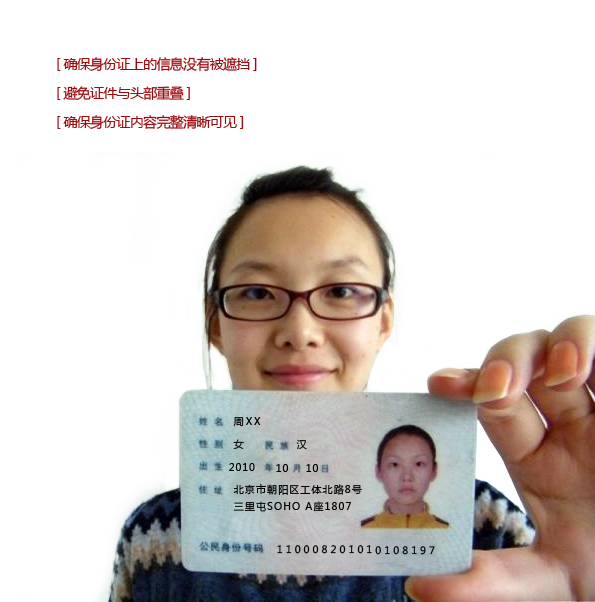 [ 确保身份证上的信息没有被遮挡 ]
[ 避免证件与头部重叠 ]
[ 确保身份证内容完整清晰可见 ]
姓 名 周XX
性 别 女 民 族 汉
出 生 2010 年 10 月 10 日
住 址 北京市朝阳区工体北路8号
三里屯SOHO A座1807
公民身份号码 110008201010108197